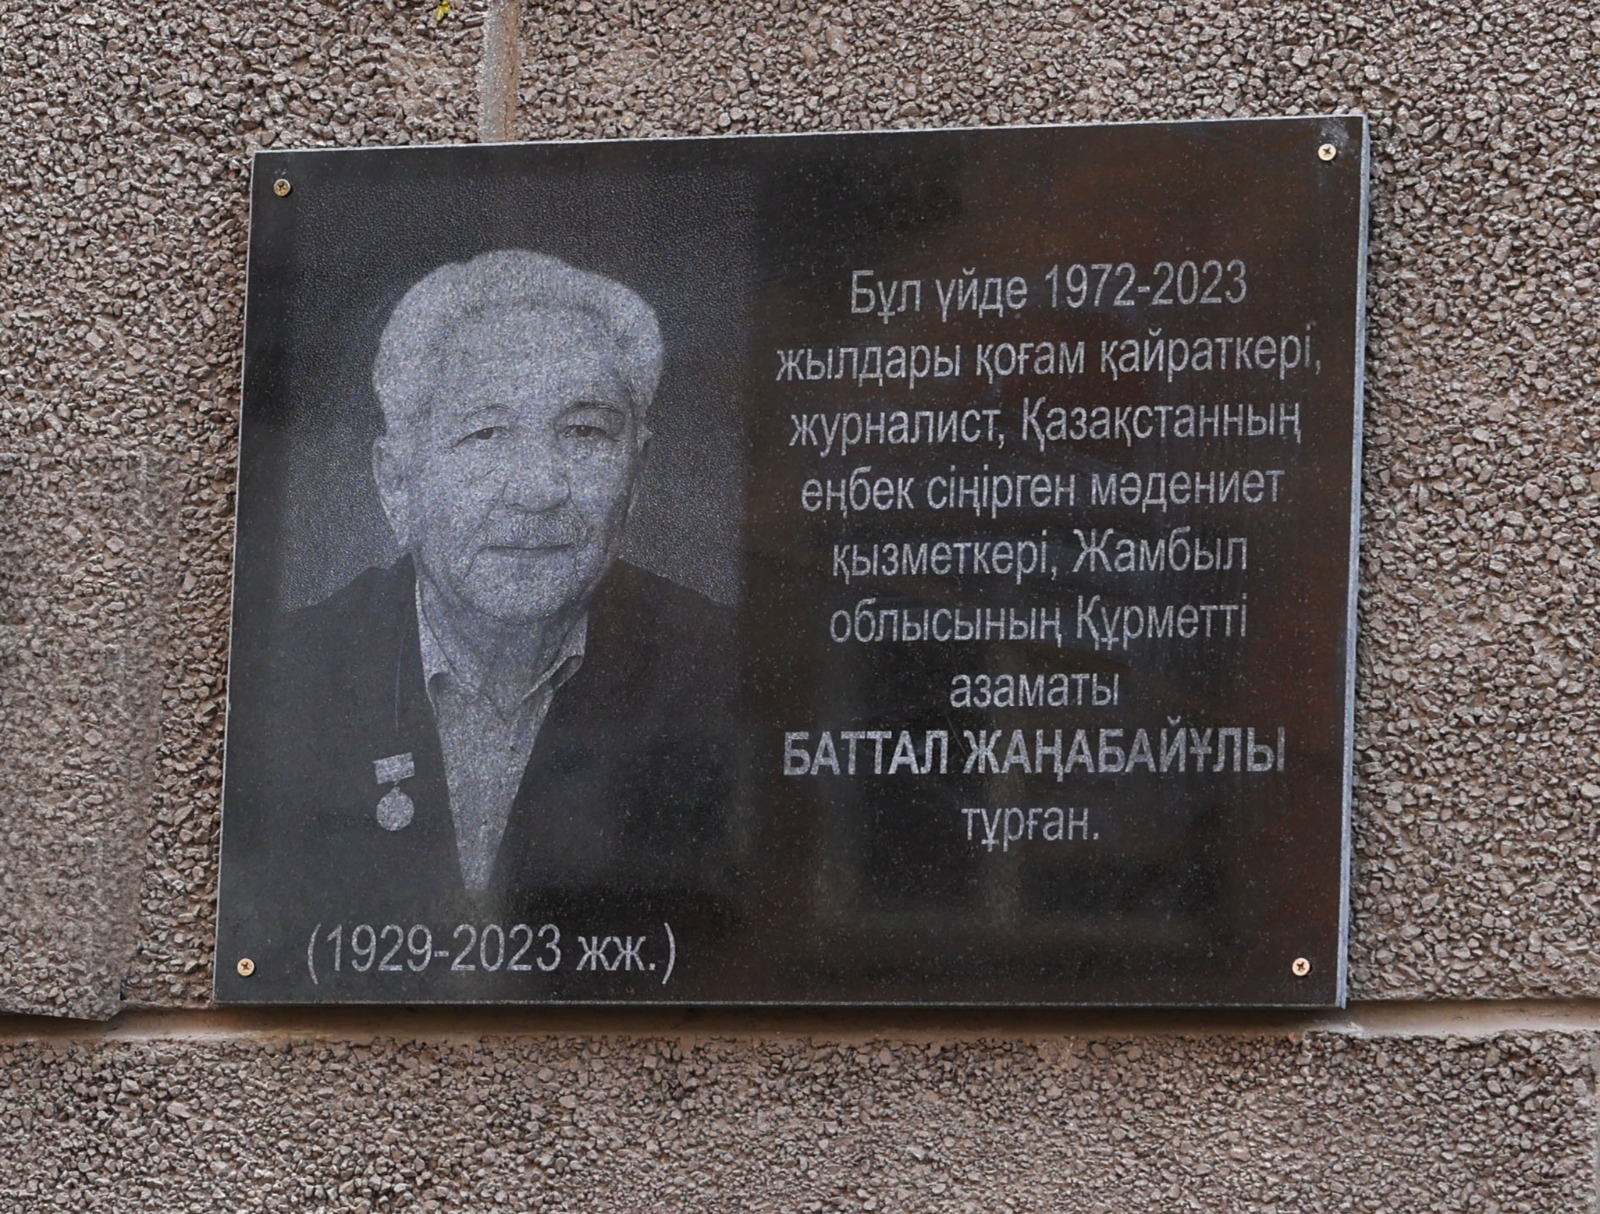 Бұл үйде 1972-2023
жылдары қоғам қайраткері,
журналист, Қазақстанның
еңбек сіңірген мәдениет
қызметкері, Жамбыл
облысының Құрметті
азаматы
БАТТАЛ ЖАҢАБАЙҰЛЫ
тұрған.
(1929-2023 жж.)